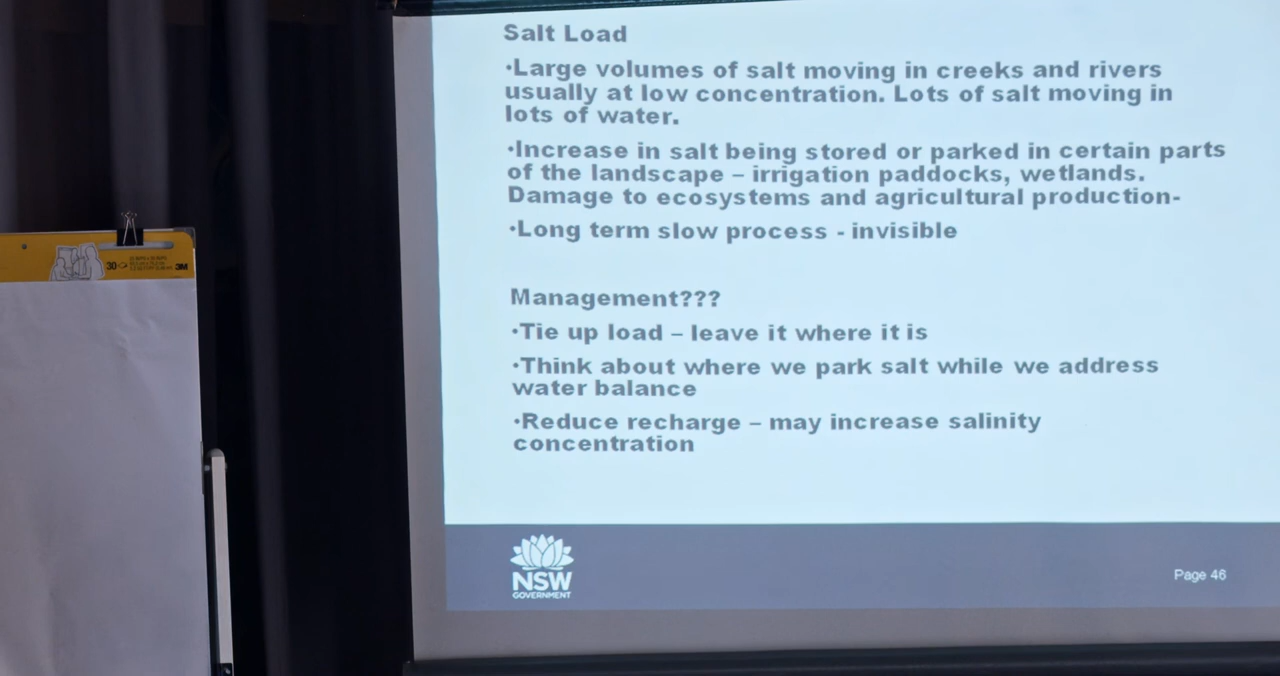 Salt Load
•Large volumes of salt moving in creeks and rivers
usually at low concentration. Lots of salt moving in
lots of water.
•Increase in salt being stored or parked in certain parts
of the landscape – irrigation paddocks, wetlands.
Damage to ecosystems and agricultural production-
•Long term slow process - invisible
Management???
•Tie up load – leave it where it is
•Think about where we park salt while we address
water balance
•Reduce recharge – may increase salinity
concentration
NSW
GOVERNMENT
Page 46
30
3M